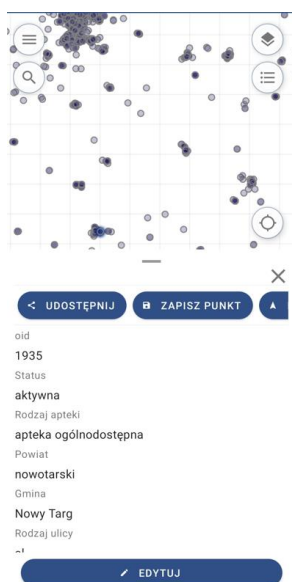 UDOSTĘPNIJ
ZAPISZ PUNKT
oid
1935
Status
aktywna
Rodzaj apteki
apteka ogólnodostępna
Powiat
nowotarski
Gmina
Nowy Targ
Rodzaj ulicy
EDYTUJ